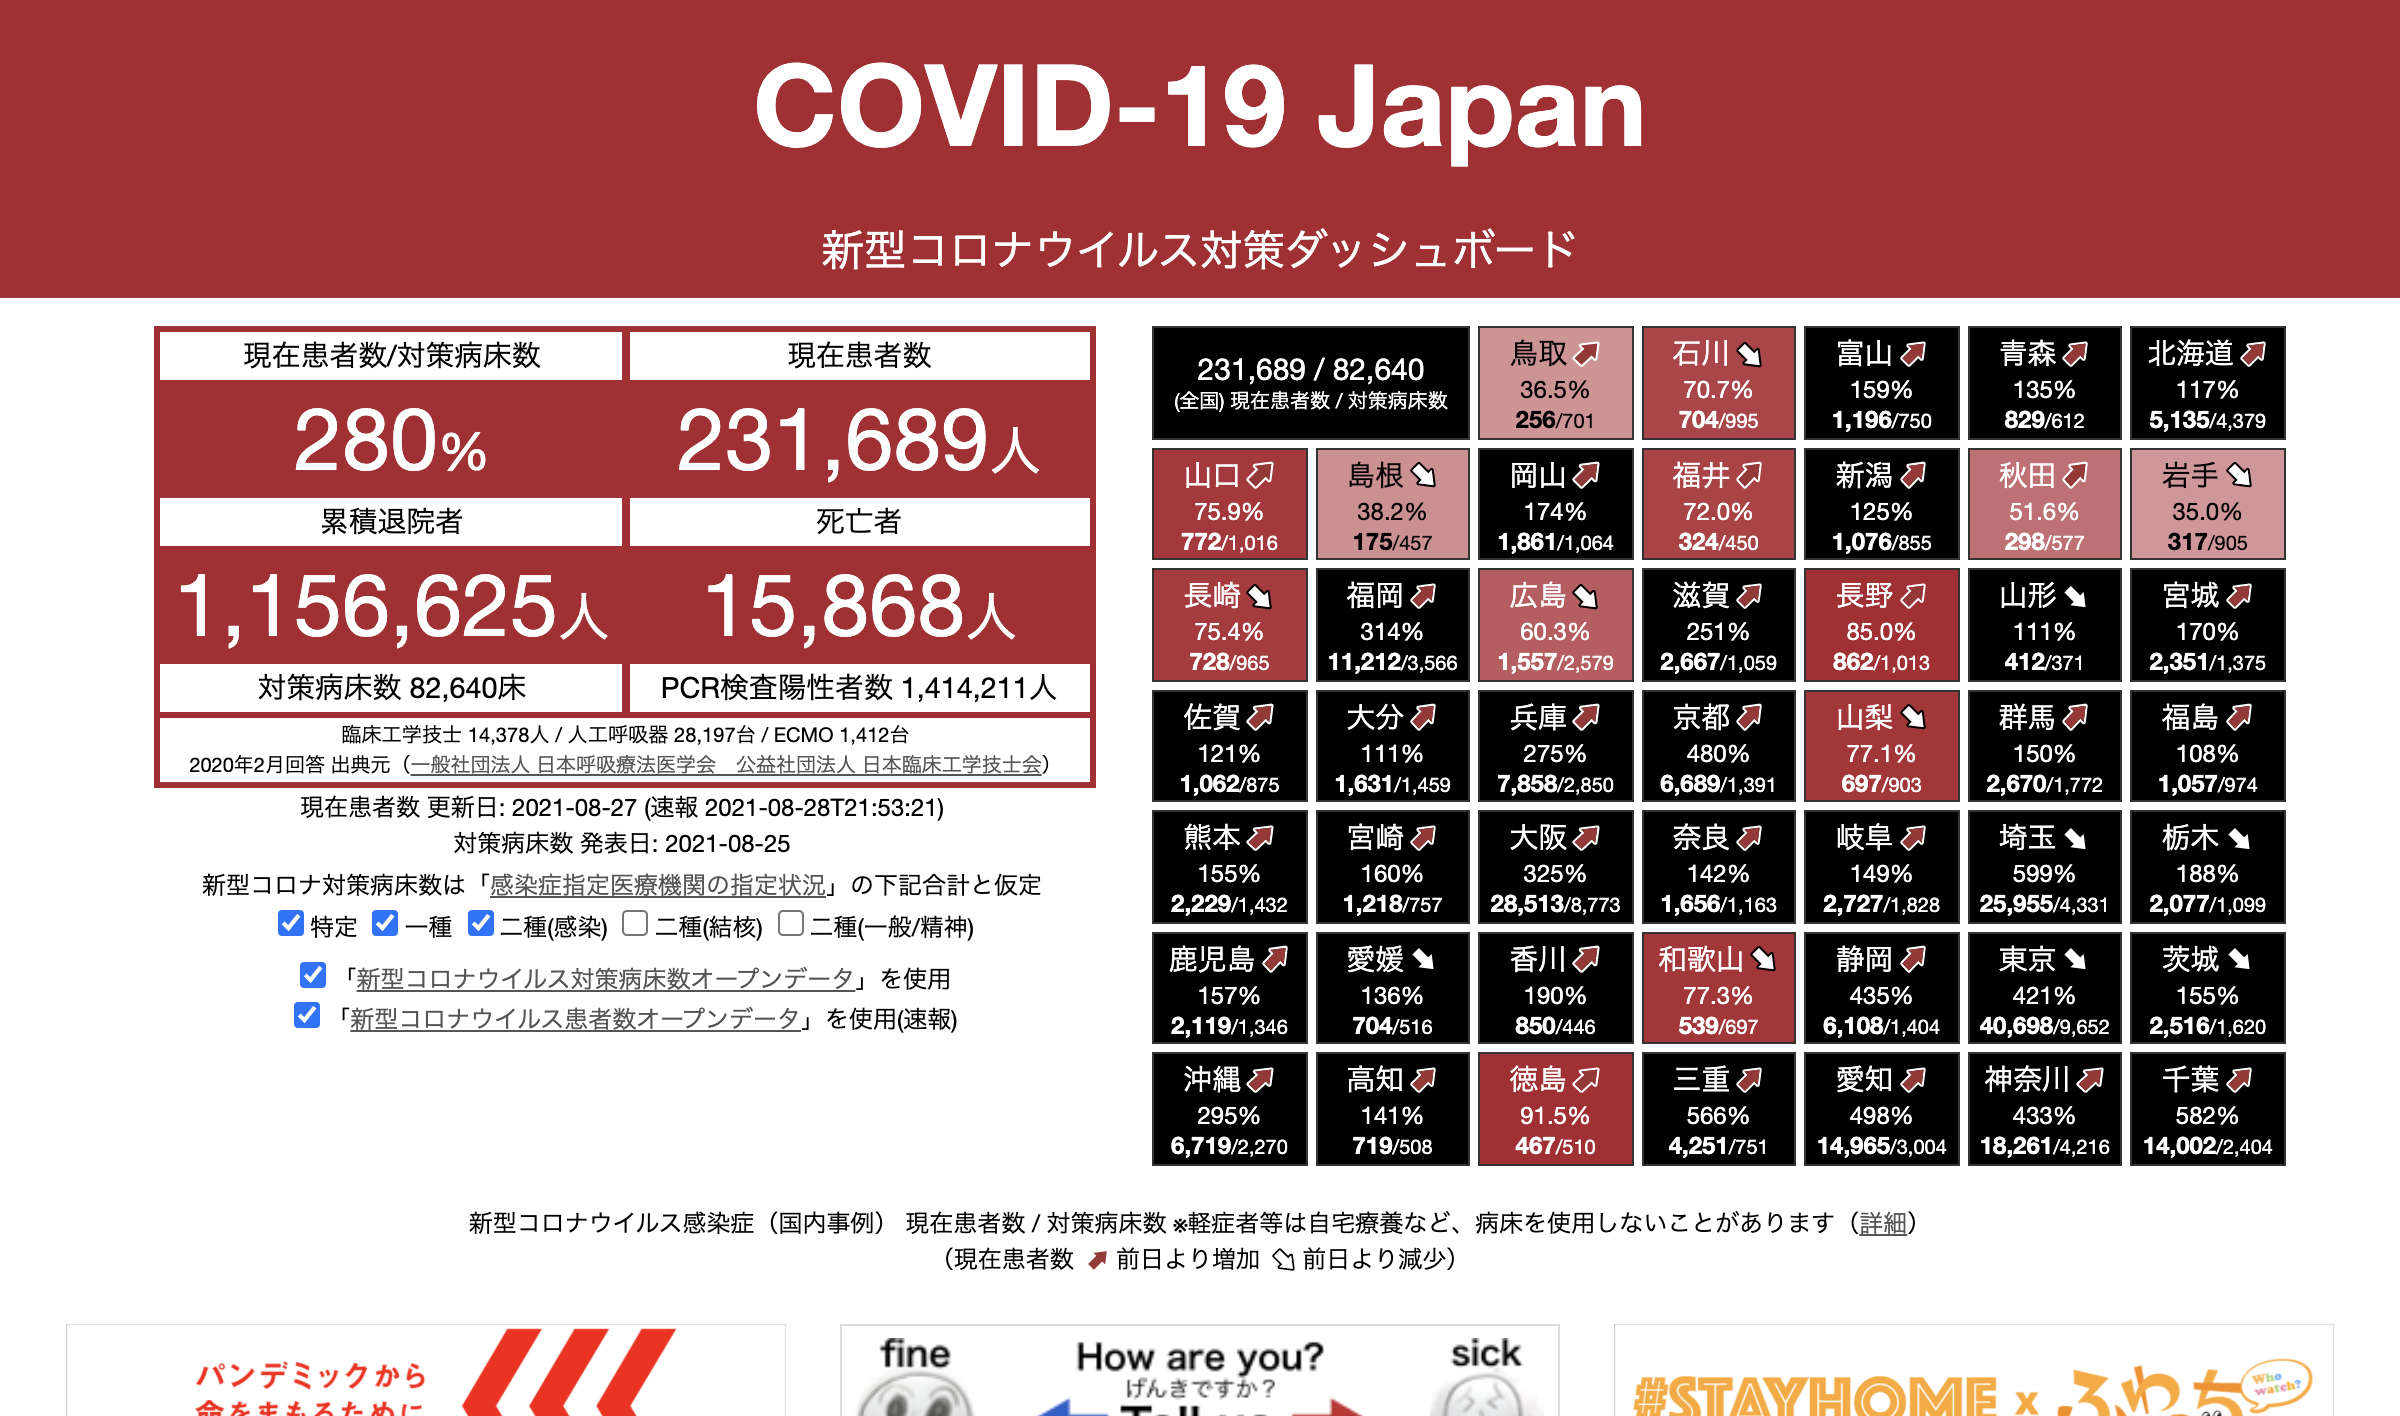 COVID-19 Japan
新型コロナウイルス対策ダッシュボード
現在患者数/対策病床数
現在患者数
280%
231,689人
累積退院者
死亡者
1,156,625人
15,868人
対策病床数 82,640床
PCR検査陽性者数 1,414,211人
臨床工学技士 14,378人 / 人工呼吸器 28,197台 / ECMO 1,412台
2020年2月回答 出典元（一般社団法人 日本呼吸療法医学会　公益社団法人 日本臨床工学技士会）
現在患者数 更新日: 2021-08-27 (速報 2021-08-28T21:53:21)
対策病床数 発表日: 2021-08-25
新型コロナ対策病床数は「感染症指定医療機関の指定状況」の下記合計と仮定
特定 一種 二種(感染) 二種(結核) 二種(一般/精神)
「新型コロナウイルス対策病床数オープンデータ」を使用
「新型コロナウイルス患者数オープンデータ」を使用(速報)
231,689 / 82,640
(全国) 現在患者数 / 対策病床数
鳥取
36.5%
256/701
石川
70.7%
704/995
富山
159%
1,196/750
青森
135%
829/612
北海道
117%
5,135/4,379
山口
75.9%
772/1,016
島根
38.2%
175/457
岡山
174%
1,861/1,064
福井
72.0%
324/450
新潟
125%
1,076/855
秋田
51.6%
298/577
岩手
35.0%
317/905
長崎
75.4%
728/965
福岡
314%
11,212/3,566
広島
60.3%
1,557/2,579
滋賀
251%
2,667/1,059
長野
85.0%
862/1,013
山形
111%
412/371
宮城
170%
2,351/1,375
佐賀
121%
1,062/875
大分
111%
1,631/1,459
兵庫
275%
7,858/2,850
京都
480%
6,689/1,391
山梨
77.1%
697/903
群馬
150%
2,670/1,772
福島
108%
1,057/974
熊本
155%
2,229/1,432
宮崎
160%
1,218/757
大阪
325%
28,513/8,773
奈良
142%
1,656/1,163
岐阜
149%
2,727/1,828
埼玉
599%
25,955/4,331
栃木
188%
2,077/1,099
鹿児島
157%
2,119/1,346
愛媛
136%
704/516
香川
190%
850/446
和歌山
77.3%
539/697
静岡
435%
6,108/1,404
東京
421%
40,698/9,652
茨城
155%
2,516/1,620
沖縄
295%
6,719/2,270
高知
141%
719/508
徳島
91.5%
467/510
三重
566%
4,251/751
愛知
498%
14,965/3,004
神奈川
433%
18,261/4,216
千葉
582%
14,002/2,404
新型コロナウイルス感染症（国内事例） 現在患者数 / 対策病床数 ※軽症者等は自宅療養など、病床を使用しないことがあります（詳細）
（現在患者数 前日より増加 前日より減少）
パンデミックから
命をまもるために
fine
How are you?
sick
げんきですか？
Tell us
#STAYHOME x ふわっち
Who
watch?